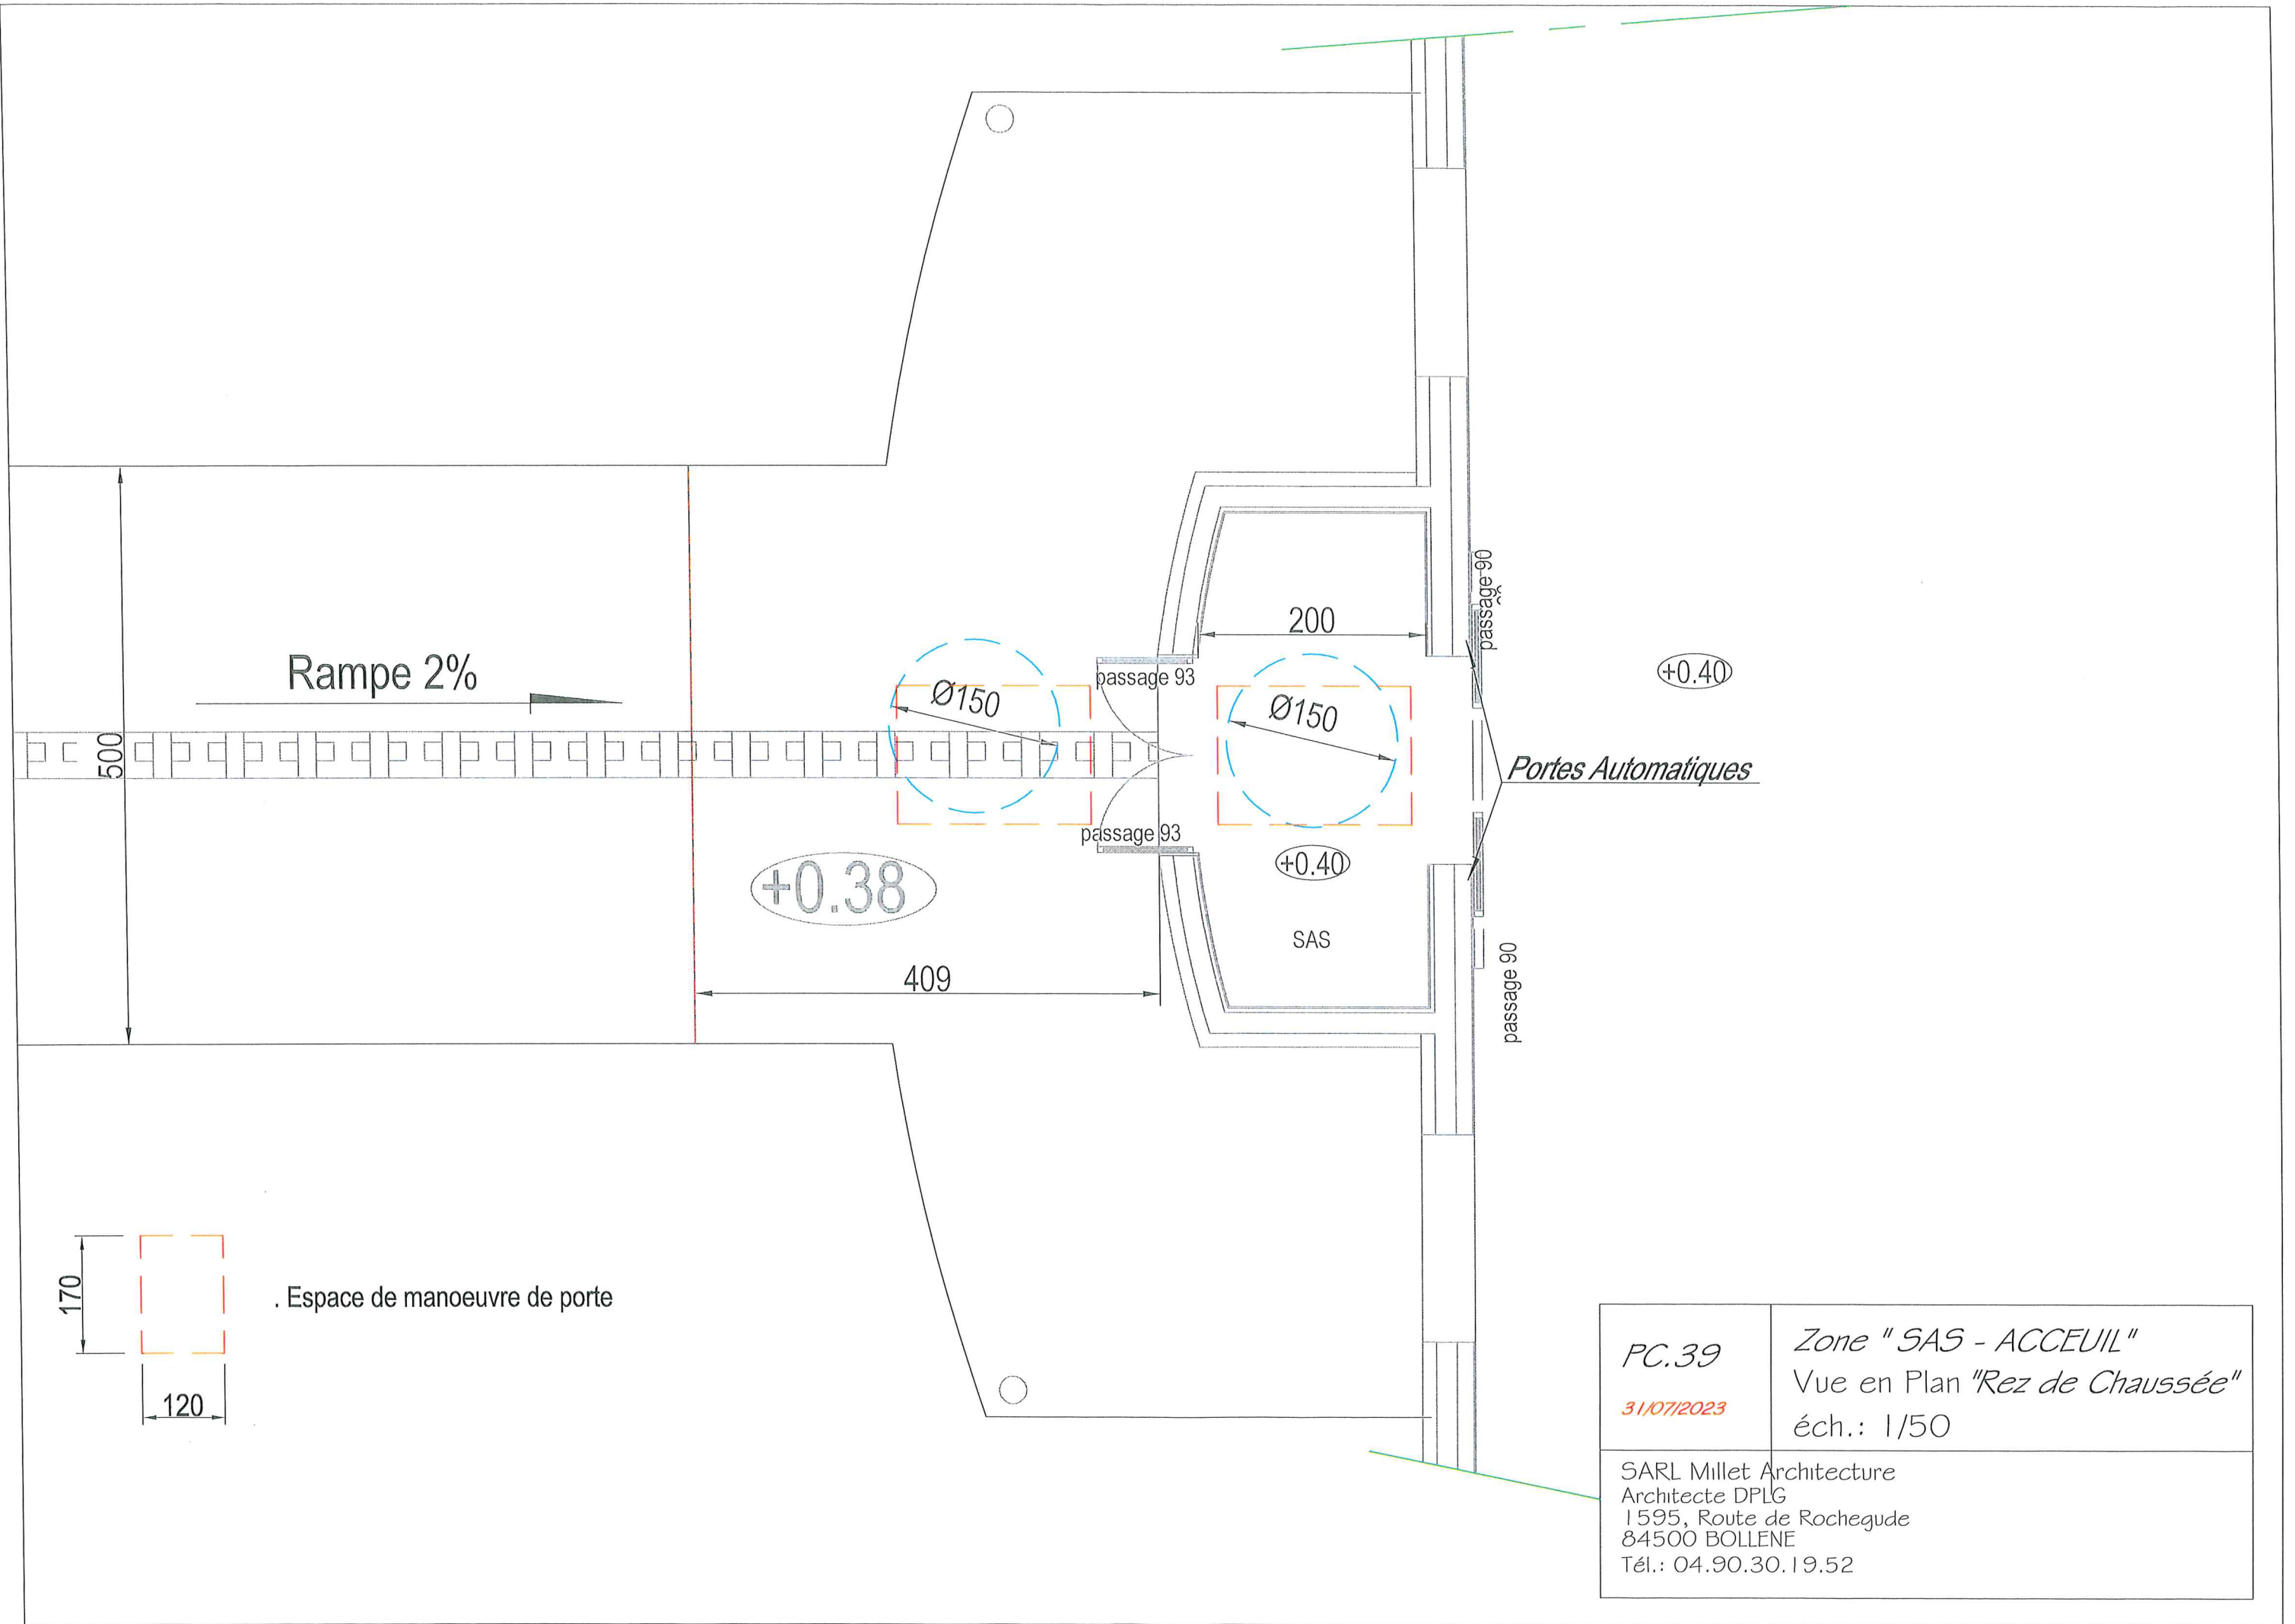 passage 90
200
Rampe 2%
passage 93
+0.40
Ø150
Ø150
500
Portes Automatiques
passage 93
+0.40
+0.38
SAS
409
passage 90
170
. Espace de manoeuvre de porte
120
PC.39
31/07/2023
Zone " SAS - ACCEUIL"
Vue en Plan "Rez de Chaussée"
éch.: 1/50
SARL Millet Architecture
Architecte DPLG
1595, Route de Rochegude
84500 BOLLENE
Tél.: 04.90.30.19.52